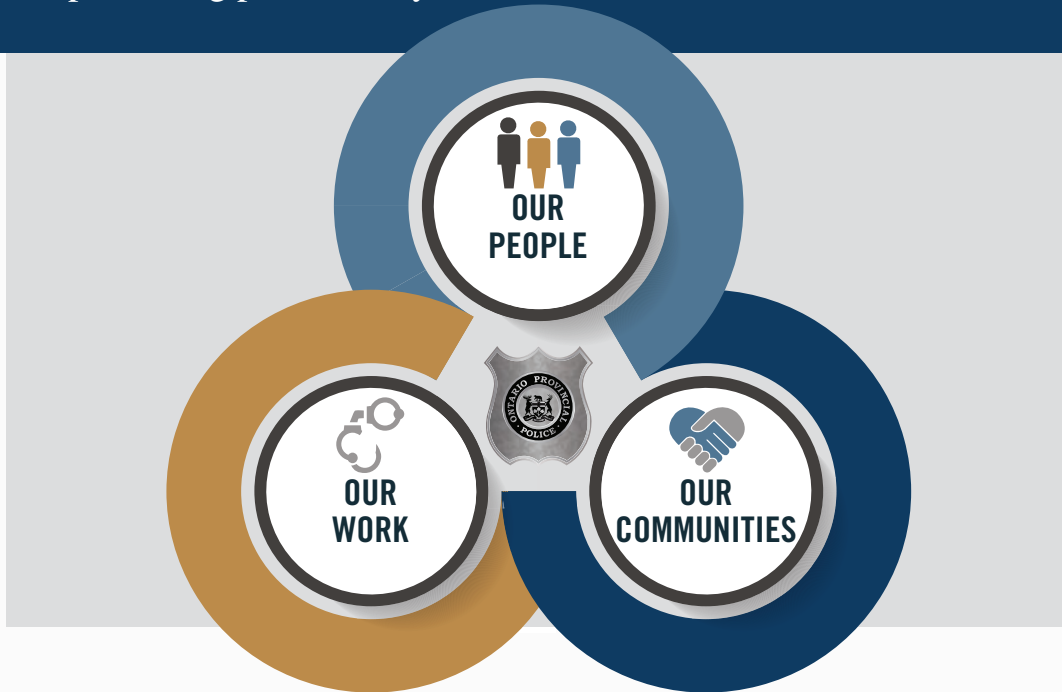 OUR
PEOPLE
ONTARIO PROVINCIAL
POLICE
OUR
WORK
OUR
COMMUNITIES